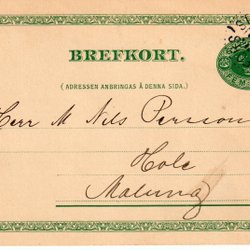 BREFKORT.
(ADRESSEN ANBRINGAS Å DENNA SIDA.)
Herr M Nils Persson
Hole
Malung